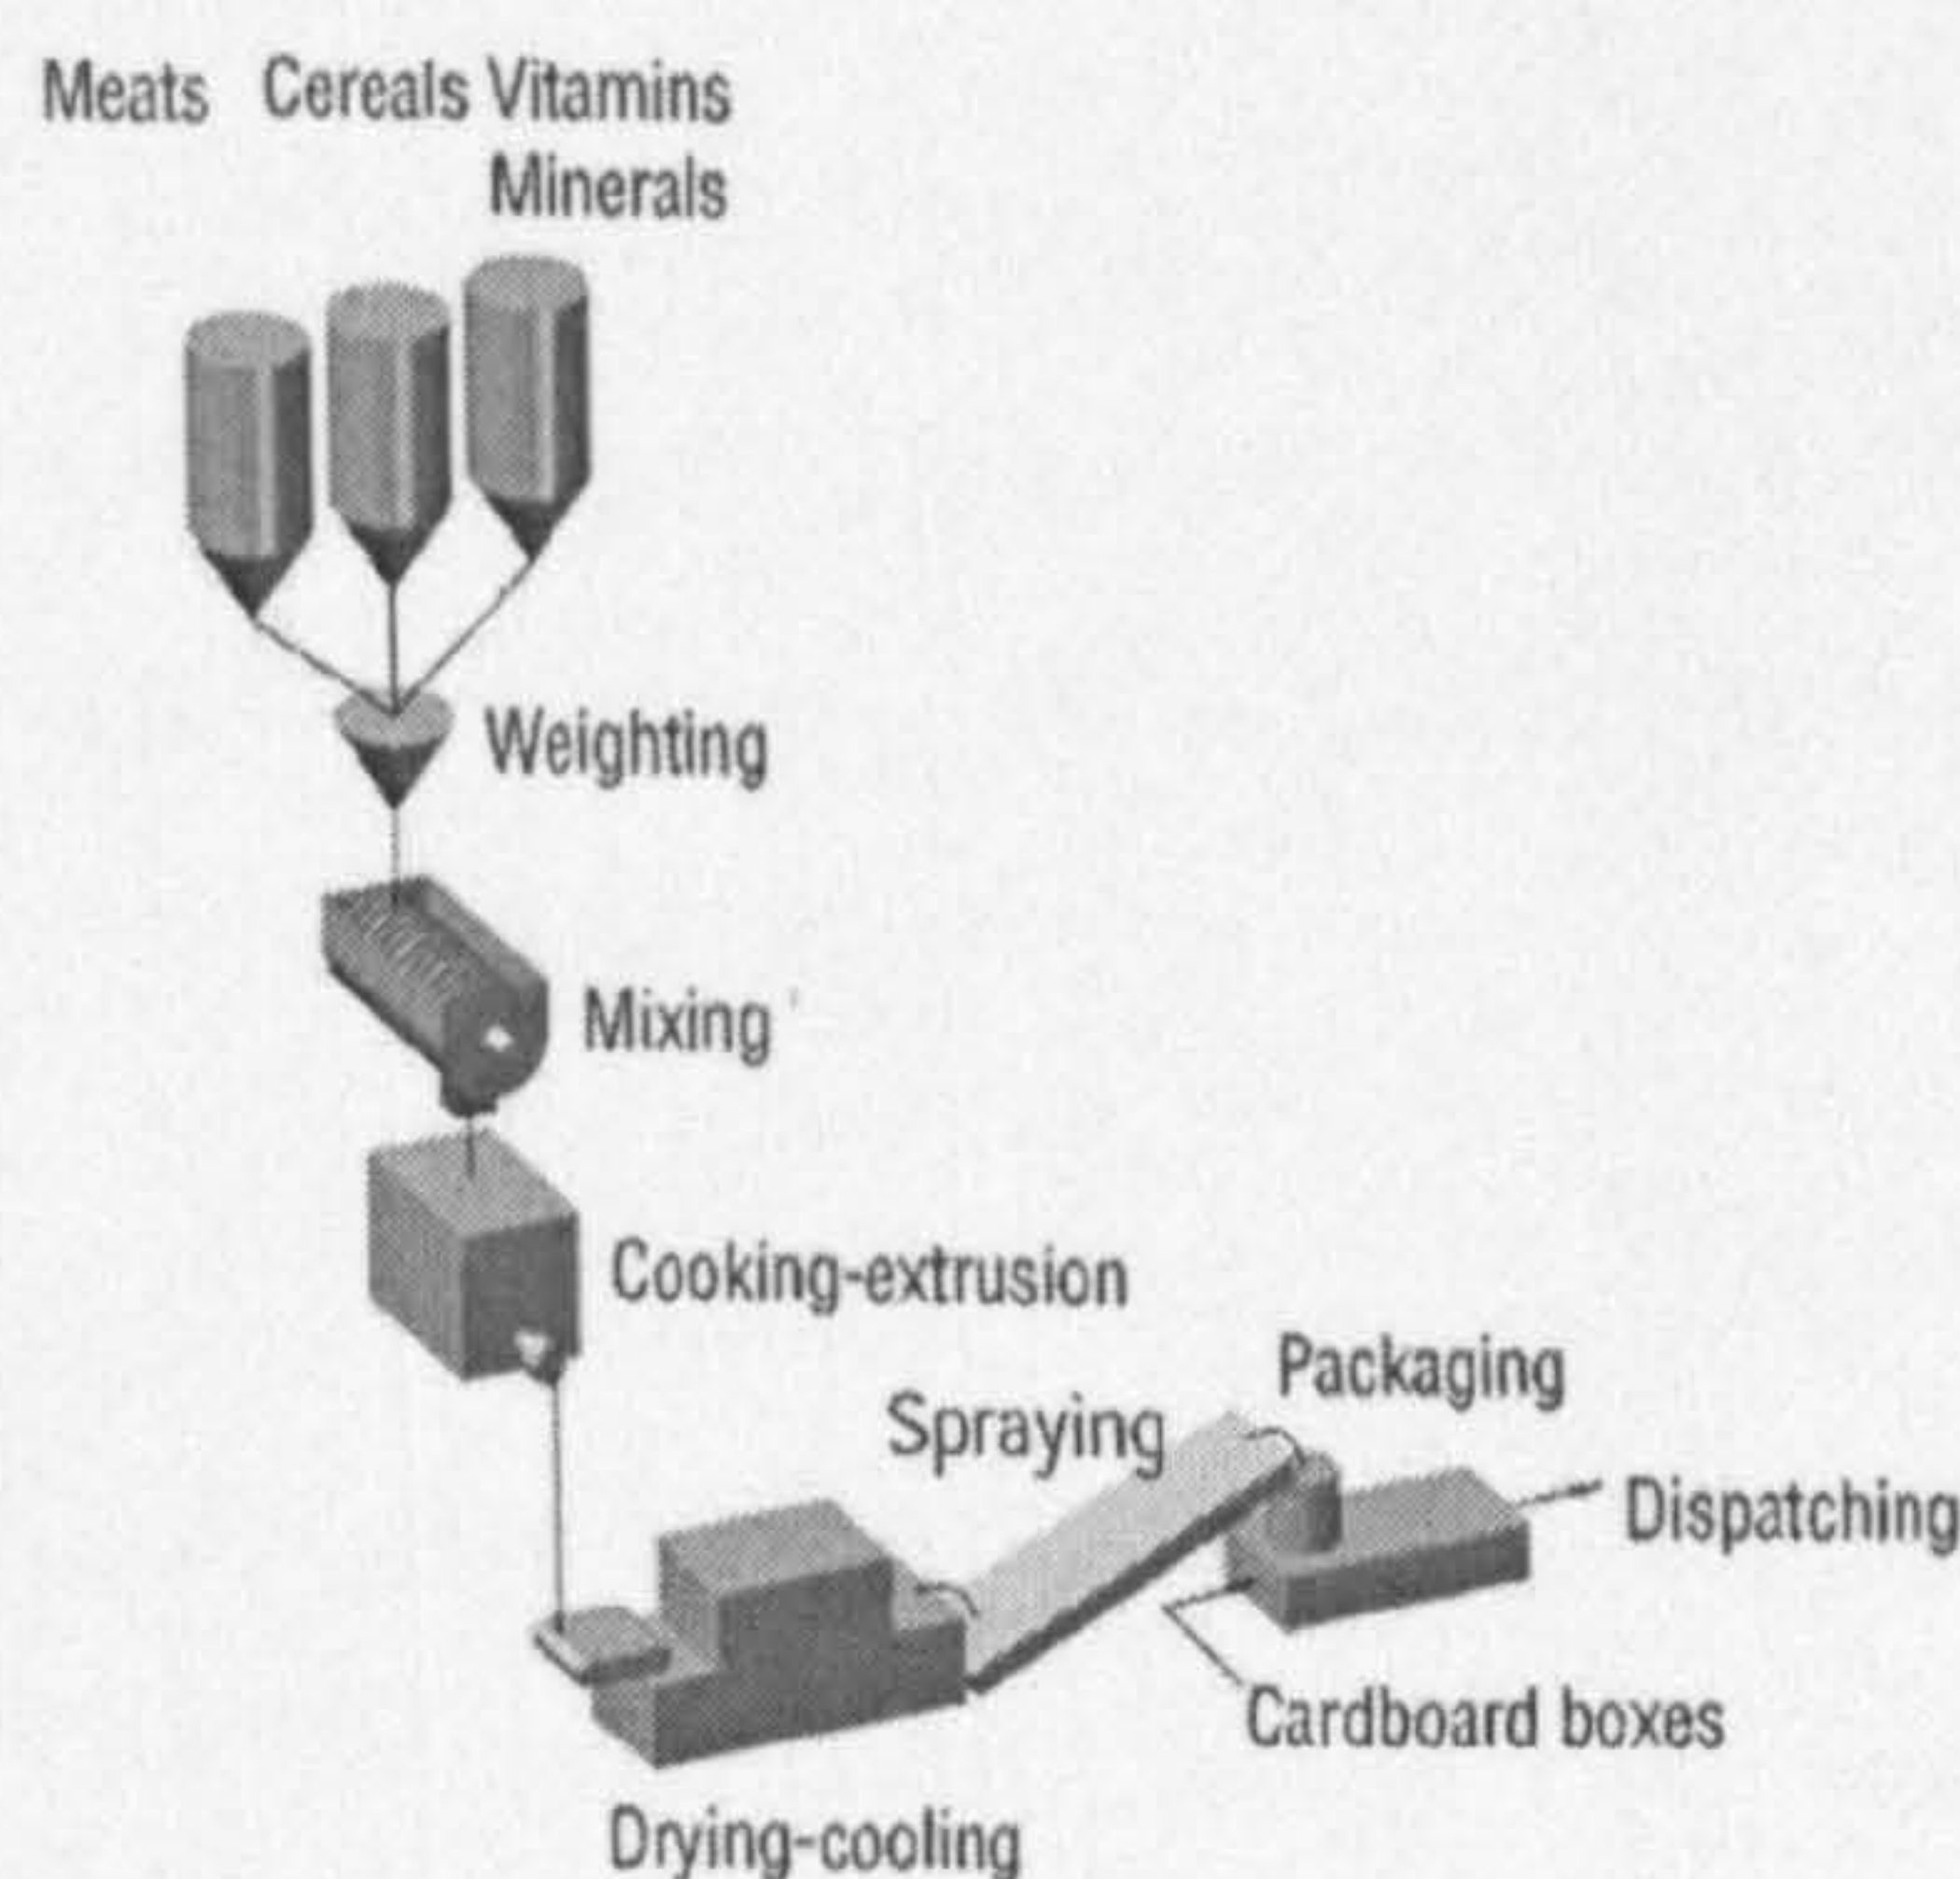 Meats Cereals Vitamins
Minerals
Weighting
Mixing
Cooking-extrusion
Packaging
Spraying
Dispatching
Cardboard boxes
Drying-cooling